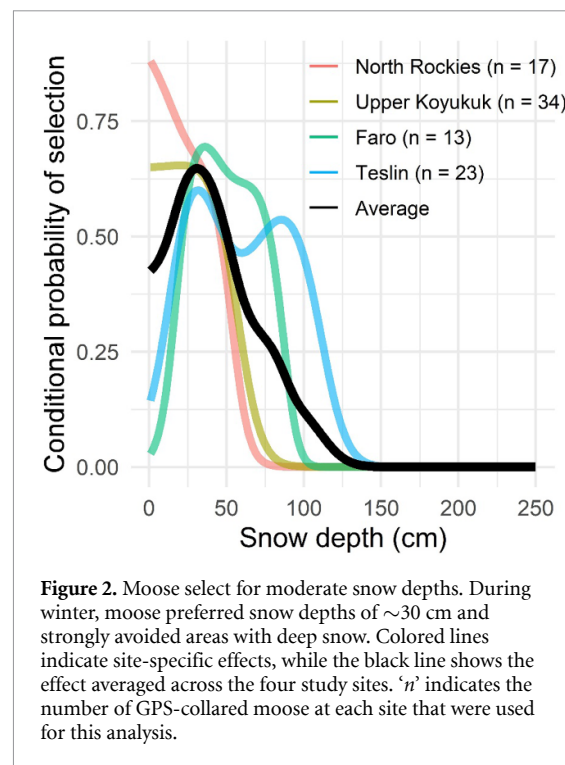 North Rockies (n = 17)
Upper Koyukuk (n = 34)
Faro (n = 13)
Teslin (n = 23)
Average
Conditional probability of selection
0.75
0.50
0.25
0.00
0 50 100 150 200 250
Snow depth (cm)
Figure 2. Moose select for moderate snow depths. During
winter, moose preferred snow depths of ∼30 cm and
strongly avoided areas with deep snow. Colored lines
indicate site-specific effects, while the black line shows the
effect averaged across the four study sites. ‘n’ indicates the
number of GPS-collared moose at each site that were used
for this analysis.